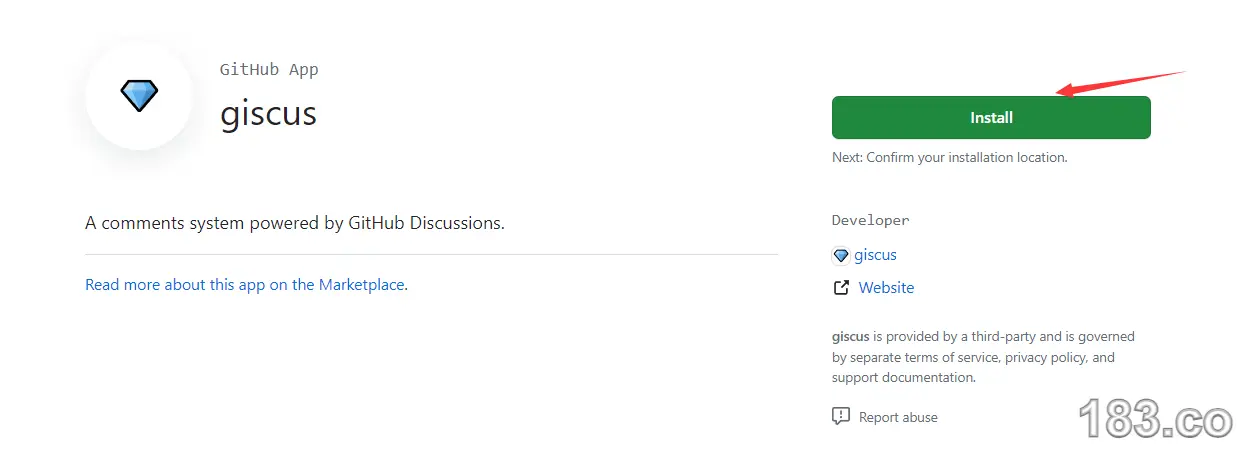 GitHub App
giscus
A comments system powered by GitHub Discussions.
Read more about this app on the Marketplace.
Install
Next: Confirm your installation location.
Developer
giscus
Website
giscus is provided by a third-party and is governed
by separate terms of service, privacy policy, and
support documentation.
Report abuse
183.co